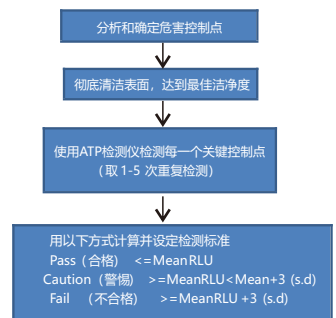 分析和确定危害控制点
彻底清洁表面，达到最佳洁净度
使用ATP检测仪检测每一个关键控制点
(取1-5 次重复检测)
用以下方式计算并设定检测标准
Pass (合格) <=MeanRLU
Caution (警惕) >=MeanRLU<Mean+3 (s.d)
Fail (不合格) >=MeanRLU +3 (s.d)